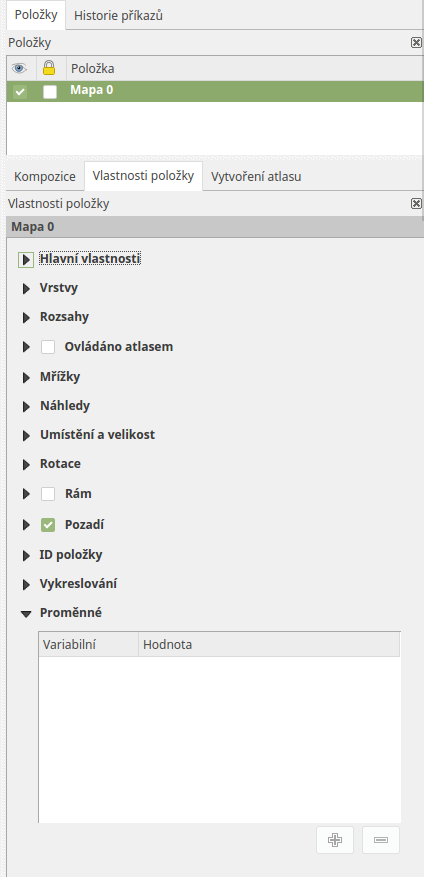 Položky Historie příkazů
Položky
Položka
Mapa 0
Kompozice Vlastnosti položky Vytvoření atlasu
Vlastnosti položky
Mapa 0
Hlavní vlastnosti
Vrstvy
Rozsahy
Ovládáno atlasem
Mřížky
Náhledy
Umístění a velikost
Rotace
Rám
Pozadí
ID položky
Vykreslování
Proměnné
Variabilní Hodnota